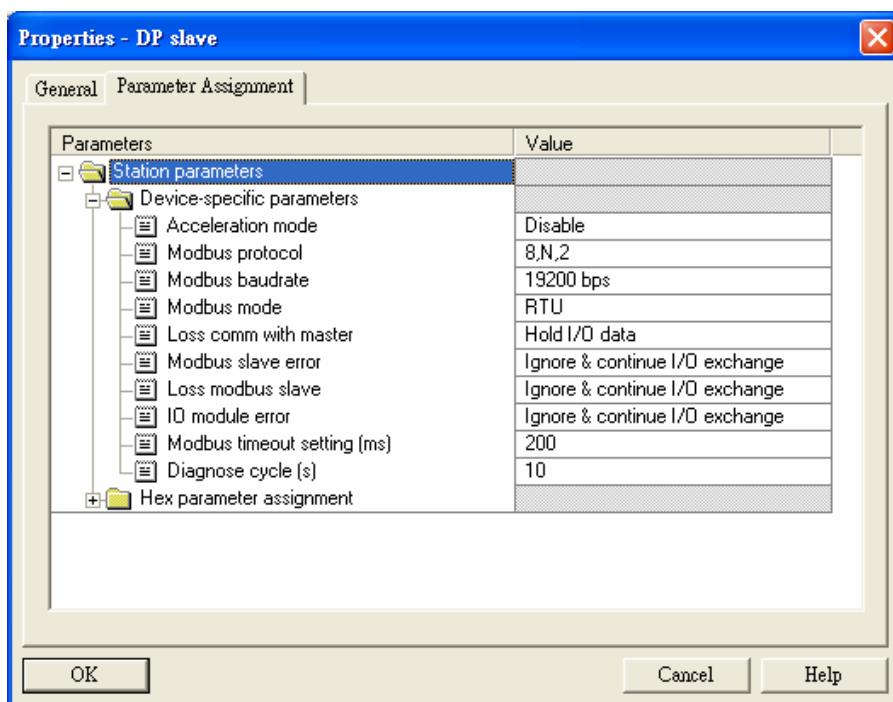 Properties - DP slave
General Parameter Assignment
Parameters Value
Station parameters
Device-specific parameters
Acceleration mode Disable
Modbus protocol 8,N,2
Modbus baudrate 19200 bps
Modbus mode RTU
Loss comm with master Hold I/O data
Modbus slave error Ignore & continue I/O exchange
Loss modbus slave Ignore & continue I/O exchange
IO module error Ignore & continue I/O exchange
Modbus timeout setting (ms) 200
Diagnose cycle (s) 10
Hex parameter assignment
OK Cancel Help